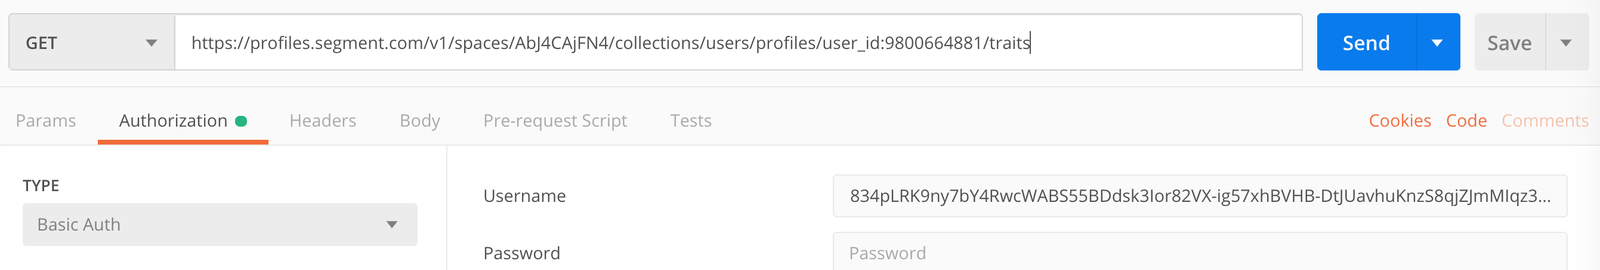 GET https://profiles.segment.com/v1/spaces/AbJ4CAjFN4/collections/users/profiles/user_id:9800664881/traits Send Save
Params Authorization Headers Body Pre-request Script Tests Cookies Code Comments
TYPE
Basic Auth
Username 834pLRK9ny7bY4RwcWABS55BDdsk3Ior82VX-ig57xhBVHB-DtJUavhuKnzS8qjZJmMIqz3...
Password Password